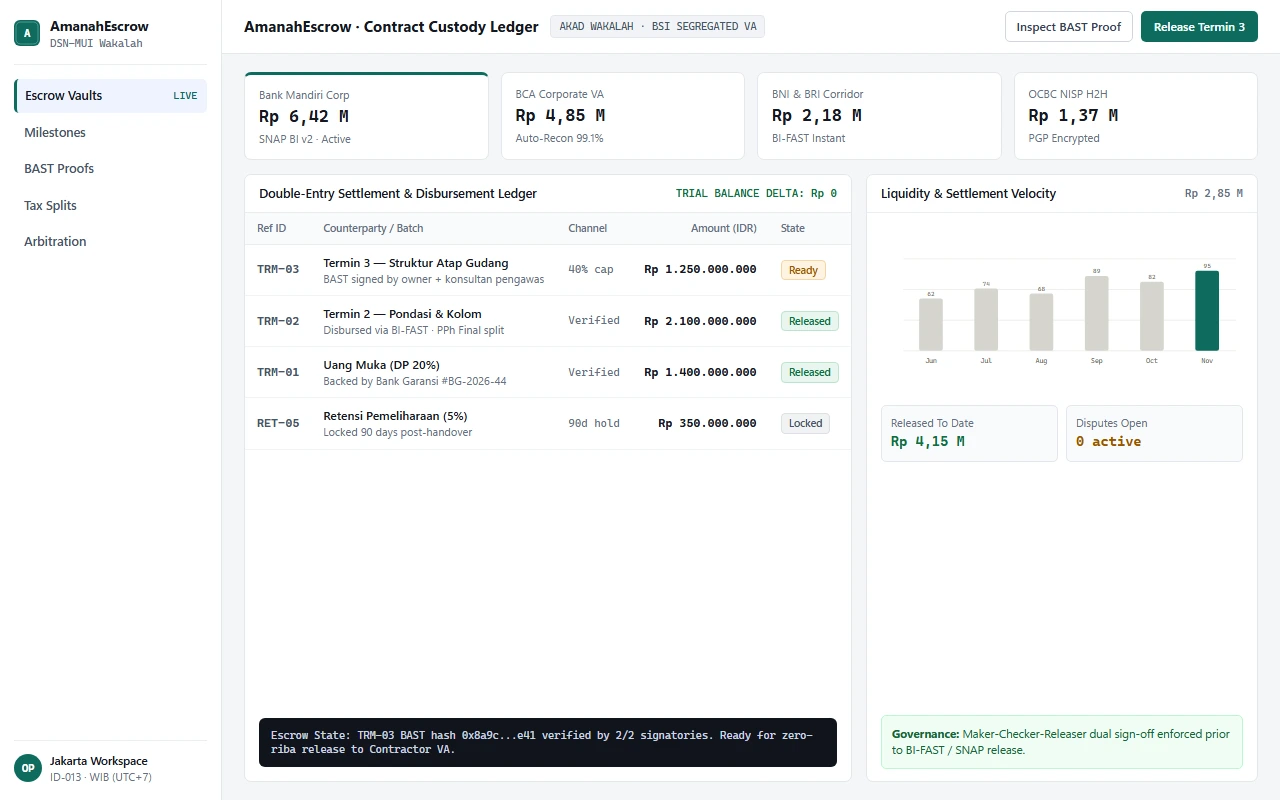 A
AmanahEscrow
DSN-MUI Wakalah
Escrow Vaults LIVE
Milestones
BAST Proofs
Tax Splits
Arbitration
OP
Jakarta Workspace
ID-013 · WIB (UTC+7)
AmanahEscrow · Contract Custody Ledger
AKAD WAKALAH · BSI SEGREGATED VA
Inspect BAST Proof
Release Termin 3
Bank Mandiri Corp
Rp 6,42 M
SNAP BI v2 · Active
BCA Corporate VA
Rp 4,85 M
Auto-Recon 99.1%
BNI & BRI Corridor
Rp 2,18 M
BI-FAST Instant
OCBC NISP H2H
Rp 1,37 M
PGP Encrypted
Double-Entry Settlement & Disbursement Ledger
TRIAL BALANCE DELTA: Rp 0
Ref ID Counterparty / Batch Channel Amount (IDR) State
TRM-03 Termin 3 — Struktur Atap Gudang 40% cap Rp 1.250.000.000 Ready
BAST signed by owner + konsultan pengawas
TRM-02 Termin 2 — Pondasi & Kolom Verified Rp 2.100.000.000 Released
Disbursed via BI-FAST · PPh Final split
TRM-01 Uang Muka (DP 20%) Verified Rp 1.400.000.000 Released
Backed by Bank Garansi #BG-2026-44
RET-05 Retensi Pemeliharaan (5%) 90d hold Rp 350.000.000 Locked
Locked 90 days post-handover
Escrow State: TRM-03 BAST hash 0x8a9c...e41 verified by 2/2 signatories. Ready for zero-
riba release to Contractor VA.
Liquidity & Settlement Velocity
Rp 2,85 M
62 74 68 89 82 95
Jun Jul Aug Sep Oct Nov
Released To Date
Rp 4,15 M
Disputes Open
0 active
Governance: Maker-Checker-Releaser dual sign-off enforced prior
to BI-FAST / SNAP release.